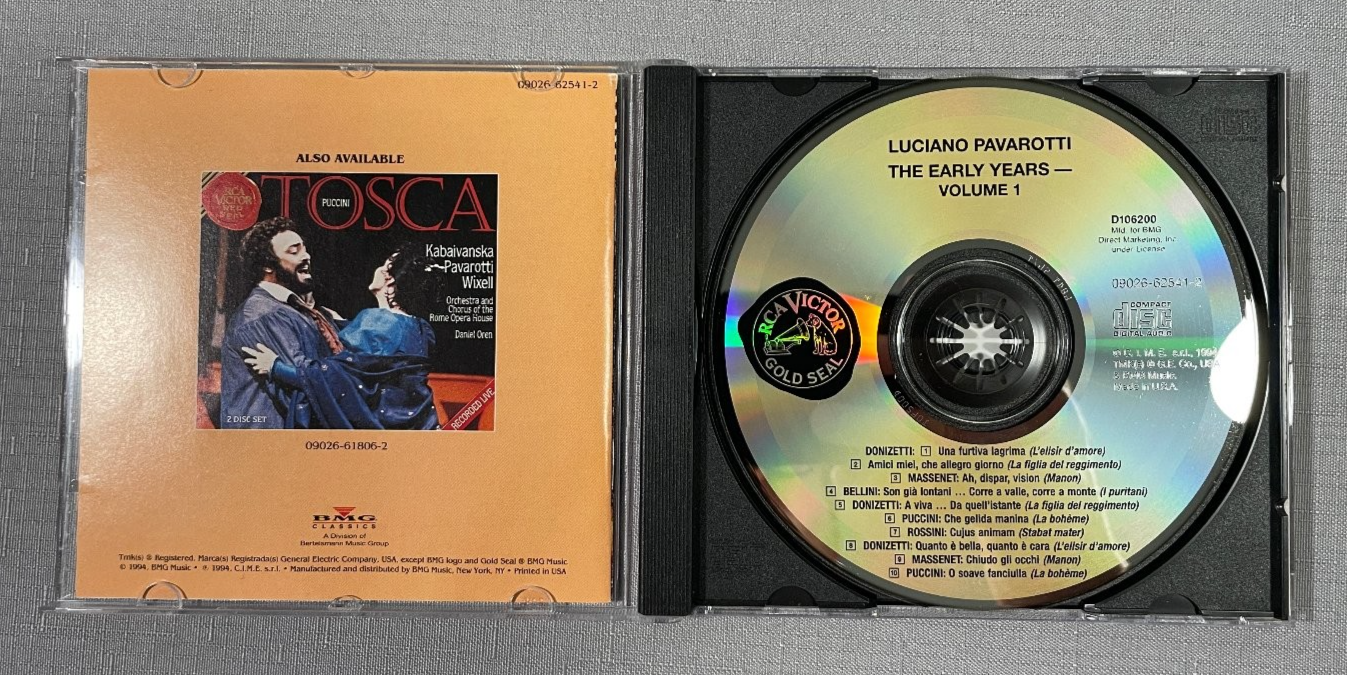 09026-62541-2
ALSO AVAILABLE
RCA
VICTOR
RED
SEAL
TOSCA
PUCCINI
Kabaivanska
Pavarotti
Wixell
Orchestra and
Chorus of the
Rome Opera House
Daniel Oren
2 DISC SET
RECORDED LIVE
09026-61806-2
BMG
CLASSICS
A Division of
Bertelsmann Music Group
Tmk(s) ® Registered, Marca(s) Registrada(s) General Electric Company, USA, except BMG logo and Gold Seal ® BMG Music
© 1994, BMG Music • ℗ 1994, C.I.M.E. s.r.l. • Manufactured and distributed by BMG Music, New York, NY • Printed in USA
LUCIANO PAVAROTTI
THE EARLY YEARS —
VOLUME 1
D106200
Mfd. for BMG
Direct Marketing, Inc.
under License
09026-62541-2
COMPACT
disc
DIGITAL AUDIO
RCA VICTOR
GOLD SEAL
Made in U.S.A.
DONIZETTI: 1 Una furtiva lagrima (L'elisir d'amore)
2 Amici miei, che allegro giorno (La figlia del reggimento)
3 MASSENET: Ah, dispar, vision (Manon)
4 BELLINI: Son già lontani ... Corre a valle, corre a monte (I puritani)
5 DONIZETTI: A viva ... Da quell'istante (La figlia del reggimento)
6 PUCCINI: Che gelida manina (La bohème)
7 ROSSINI: Cujus animam (Stabat mater)
8 DONIZETTI: Quanto è bella, quanto è cara (L'elisir d'amore)
9 MASSENET: Chiudo gli occhi (Manon)
10 PUCCINI: O soave fanciulla (La bohème)